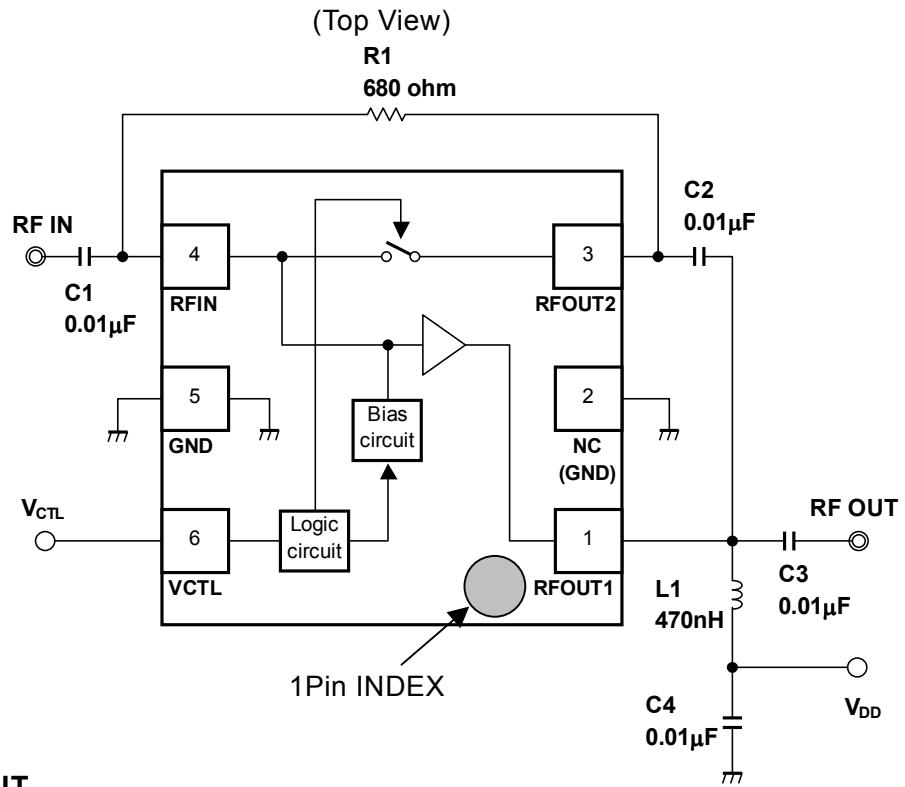 (Top View)
R1
680 ohm
C2
0.01μF
RF IN
4
3
C1
0.01μF
RFIN
RFOUT2
5
2
Bias
circuit
GND
NC
(GND)
VCTL
RF OUT
6
Logic
circuit
1
VCTL
RFOUT1
L1
470nH
C3
0.01μF
1Pin INDEX
C4
0.01μF
VDD